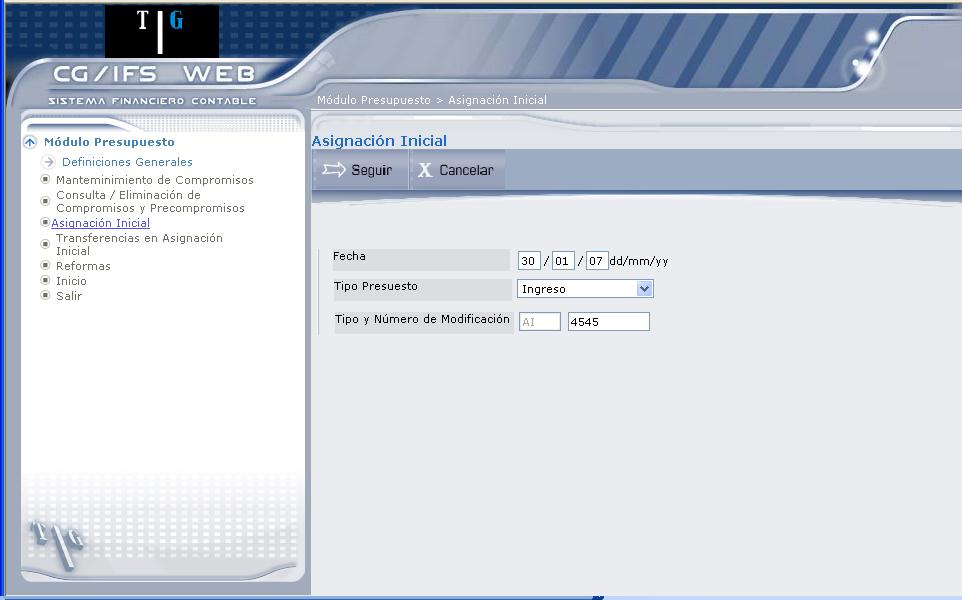 T G
CG/IFS WEB
SISTEMA FINANCIERO CONTABLE
Módulo Presupuesto > Asignación Inicial
Módulo Presupuesto
Definiciones Generales
Manteminimiento de Compromisos
Consulta / Eliminación de
Compromisos y Precompromisos
Asignación Inicial
Transferencias en Asignación
Inicial
Reformas
Inicio
Salir
T G
Asignación Inicial
Seguir X Cancelar
Fecha 30 / 01 / 07 dd/mm/yy
Tipo Presuesto Ingreso
Tipo y Número de Modificación AI 4545